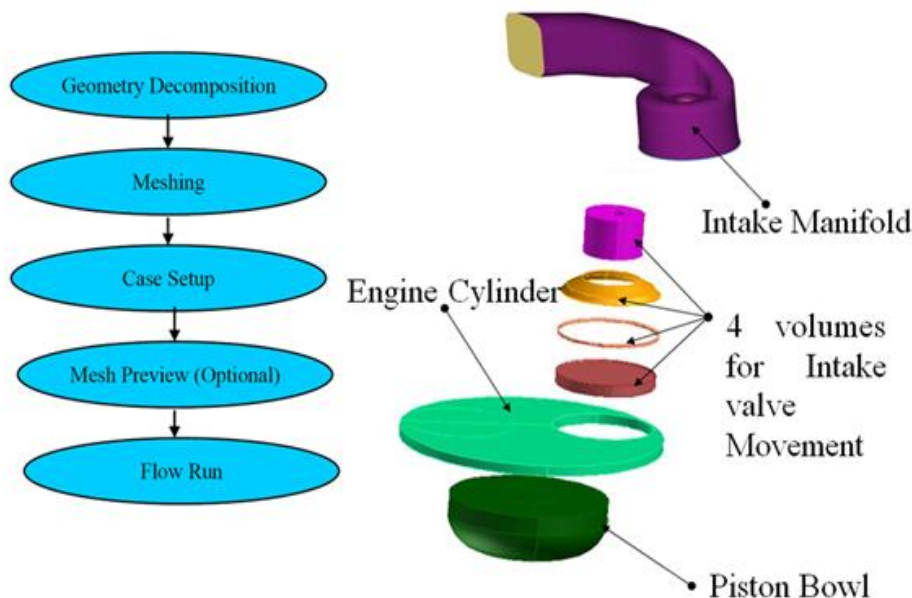 Geometry Decomposition
Meshing
Case Setup
Mesh Preview (Optional)
Flow Run
Intake Manifold
Engine Cylinder
4 volumes
for Intake
valve
Movement
Piston Bowl